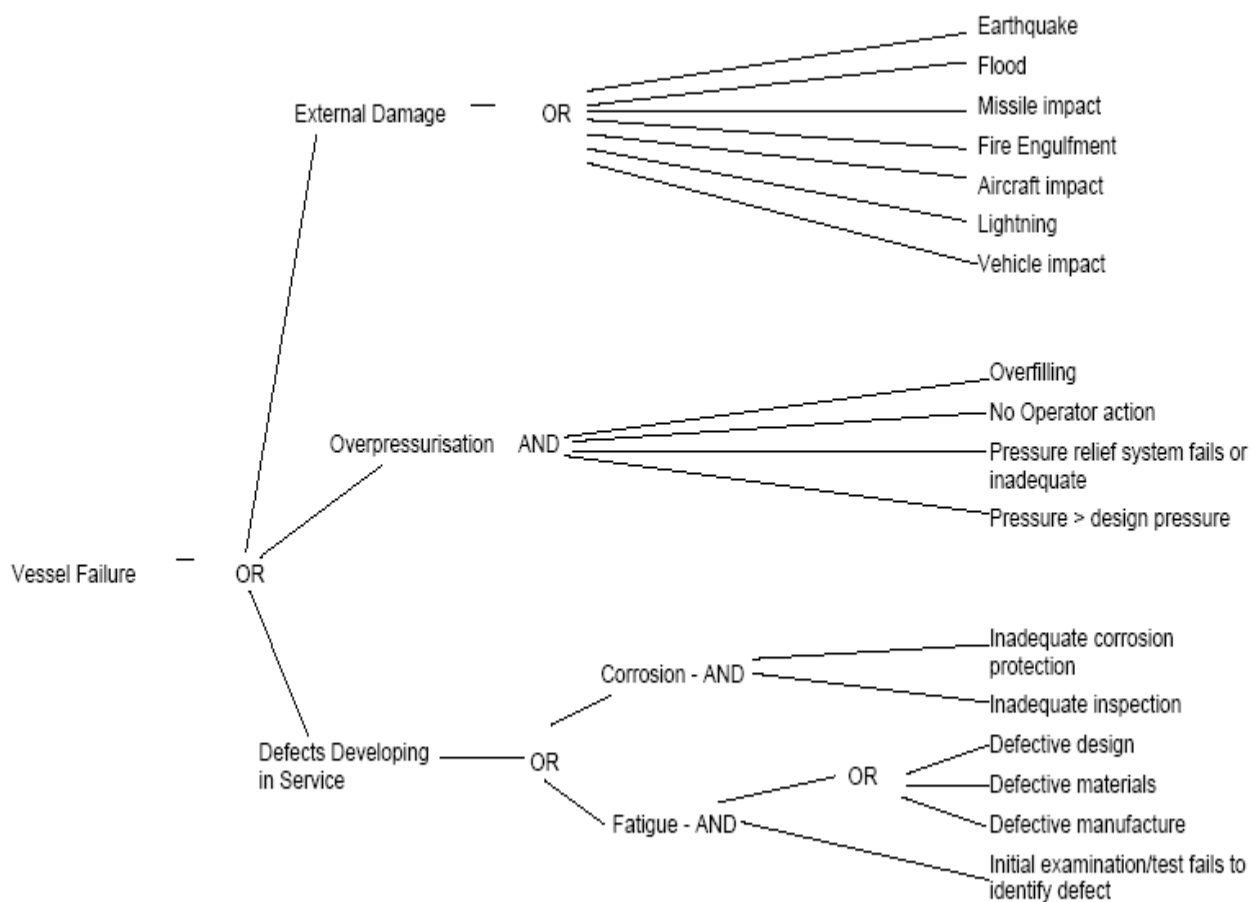 Earthquake
Flood
External Damage — OR
Missile impact
Fire Engulfment
Aircraft impact
Lightning
Vehicle impact
Overfilling
No Operator action
Overpressurisation AND
Pressure relief system fails or
inadequate
Pressure > design pressure
Vessel Failure — OR
Inadequate corrosion
protection
Corrosion - AND
Inadequate inspection
Defects Developing
in Service
OR
Defective design
OR
Defective materials
Fatigue - AND
Defective manufacture
Initial examination/test fails to
identify defect